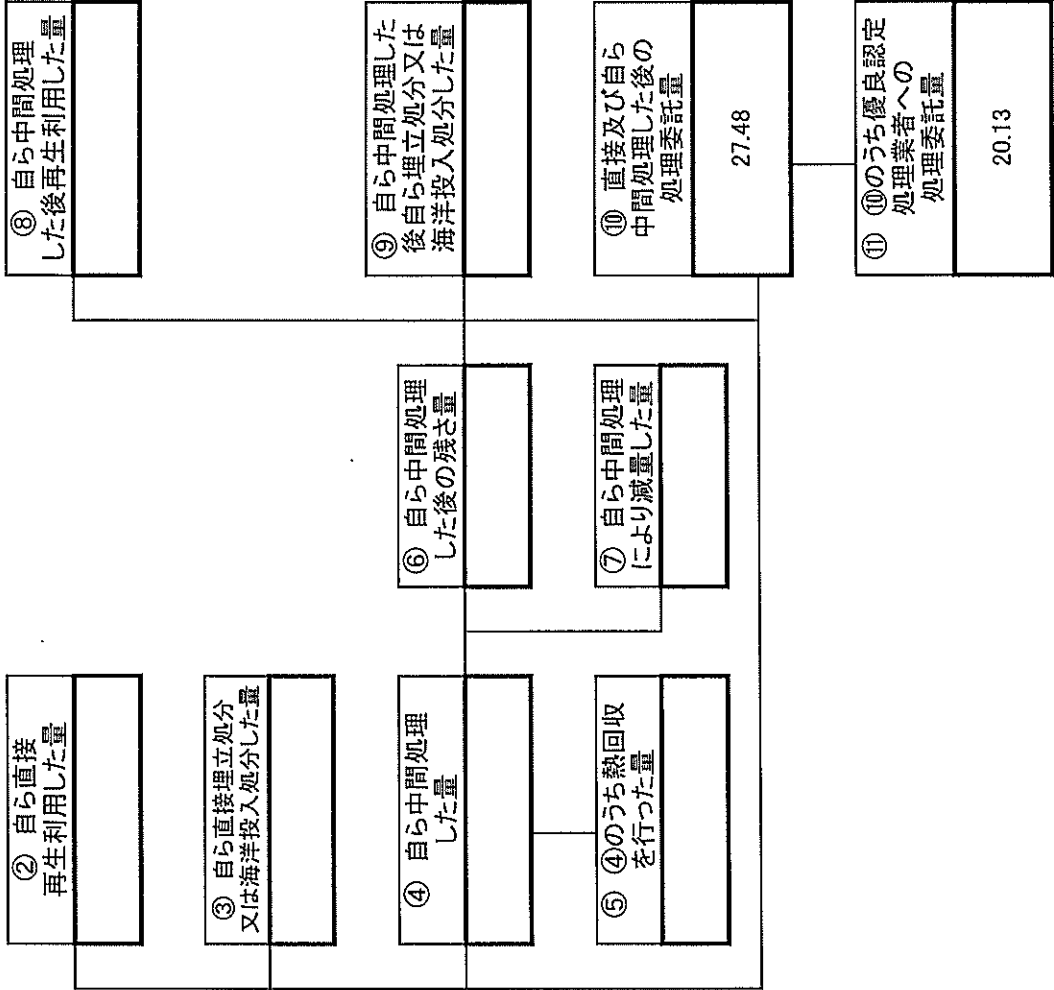 ② 自ら直接
再生利用した量
③ 自ら直接埋立処分
又は海洋投入処分した量
④ 自ら中間処理
した量
⑤ ④のうち熱回収
を行った量
⑥ 自ら中間処理
した後の残さ量
⑦ 自ら中間処理
により減量した量
⑧ 自ら中間処理
した後再生利用した量
⑨ 自ら中間処理した
後自ら埋立処分又は
海洋投入処分した量
⑩ 直接及び自ら
中間処理した後の
処理委託量
27.48
⑪ ⑩のうち優良認定
処理業者への
処理委託量
20.13